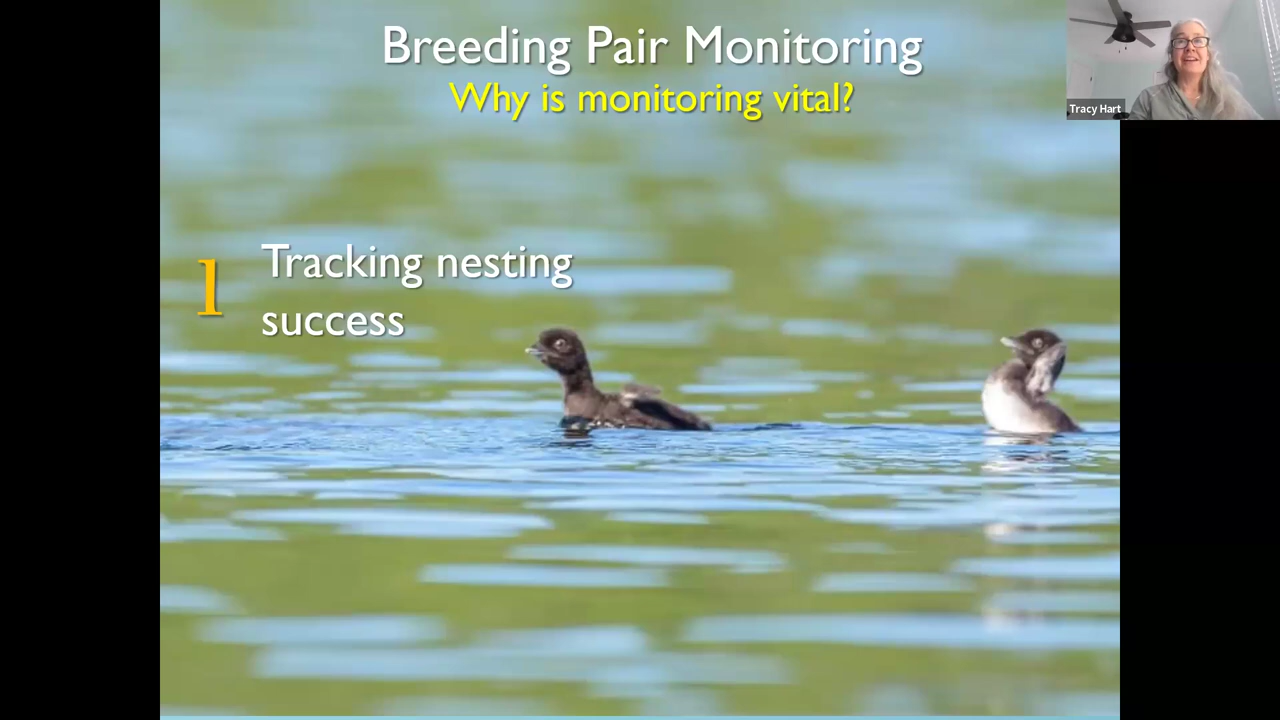 Breeding Pair Monitoring
Why is monitoring vital?
Tracy Hart
1
Tracking nesting
success